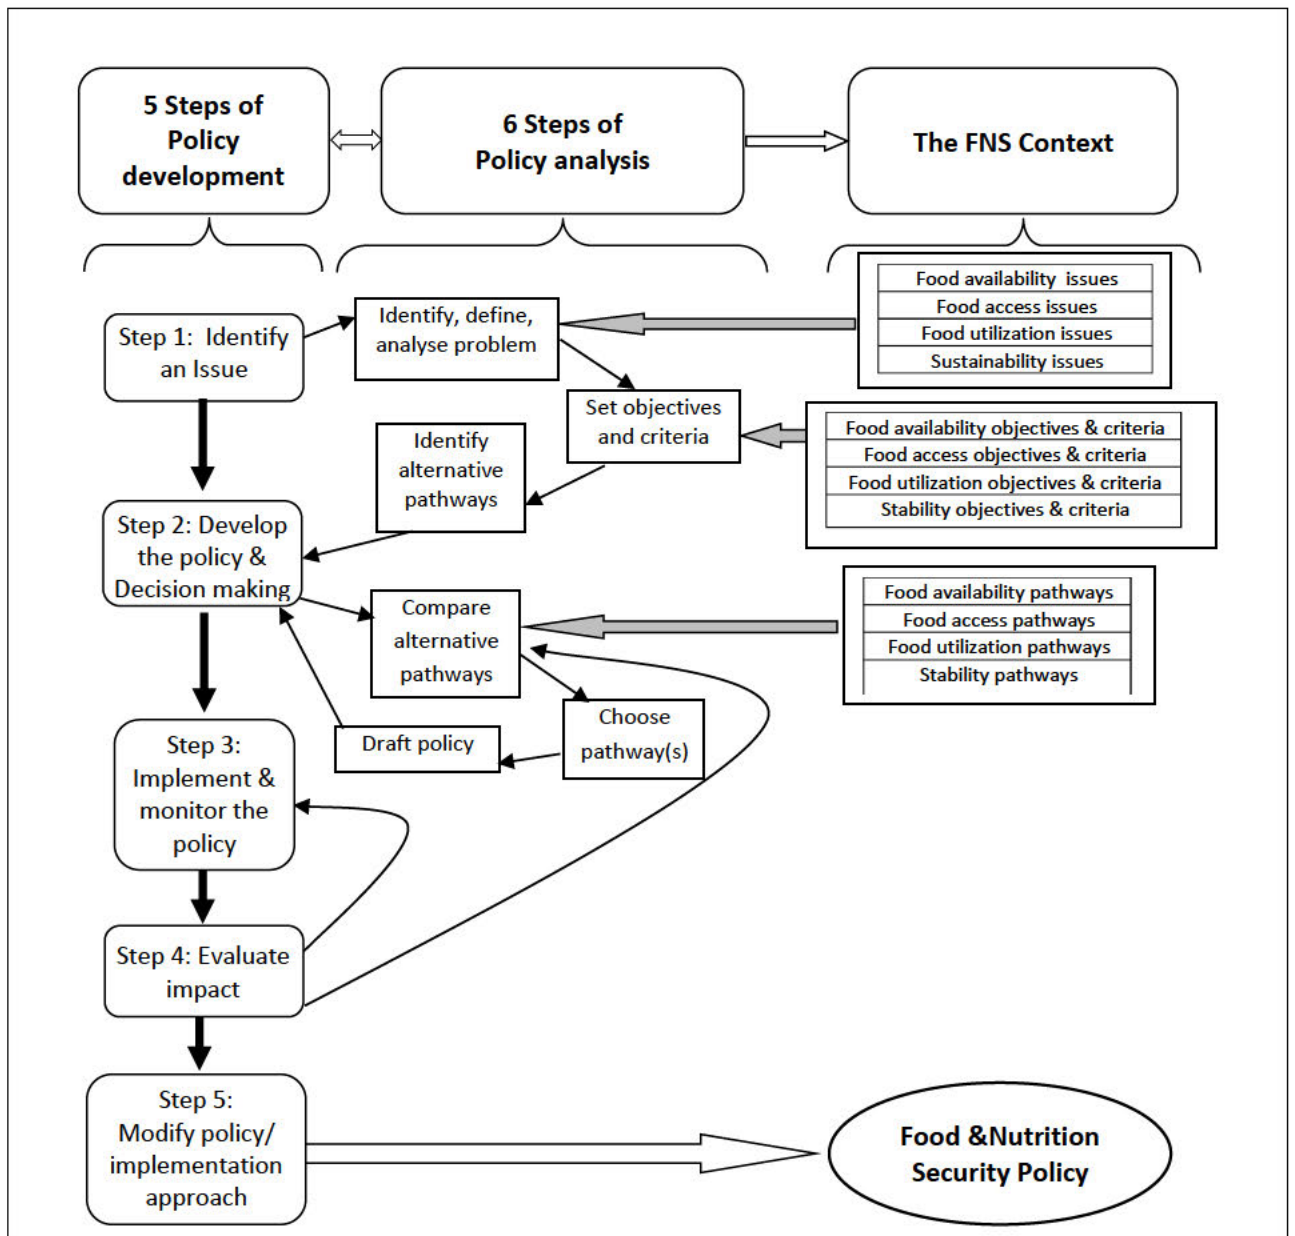 5 Steps of
Policy
development
6 Steps of
Policy analysis
The FNS Context
Step 1:  Identify
an Issue
Identify, define,
analyse problem
Food availability  issues
Food access issues
Food utilization issues
Sustainability issues
Set objectives
and criteria
Food availability objectives & criteria
Food access objectives & criteria
Food utilization objectives & criteria
Stability objectives & criteria
Identify
alternative
pathways
Step 2: Develop
the policy &
Decision making
Compare
alternative
pathways
Food availability pathways
Food access pathways
Food utilization pathways
Stability pathways
Choose
pathway(s)
Draft policy
Step 3:
Implement &
monitor the
policy
Step 4: Evaluate
impact
Step 5:
Modify policy/
implementation
approach
Food &Nutrition
Security Policy